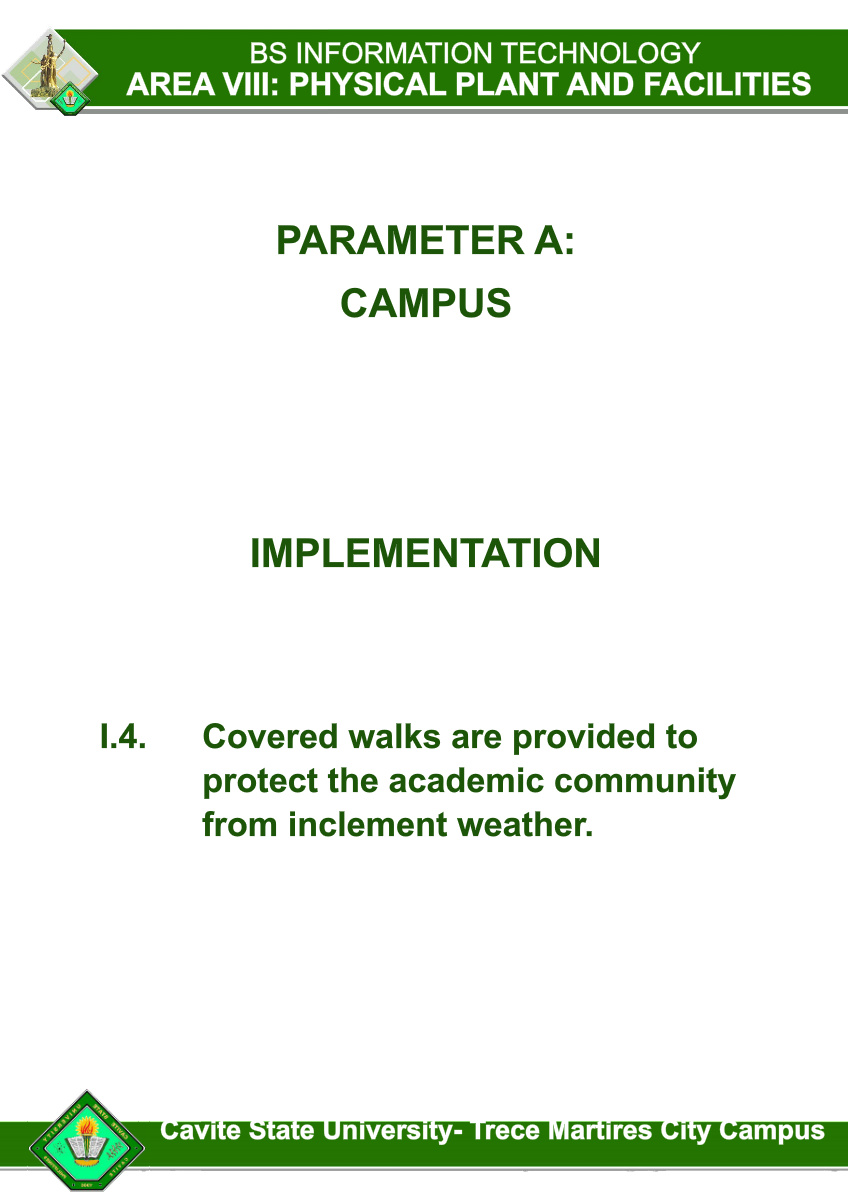 BS INFORMATION TECHNOLOGY
AREA VIII: PHYSICAL PLANT AND FACILITIES
PARAMETER A:
CAMPUS
IMPLEMENTATION
I.4. Covered walks are provided to
protect the academic community
from inclement weather.
Cavite State University- Trece Martires City Campus